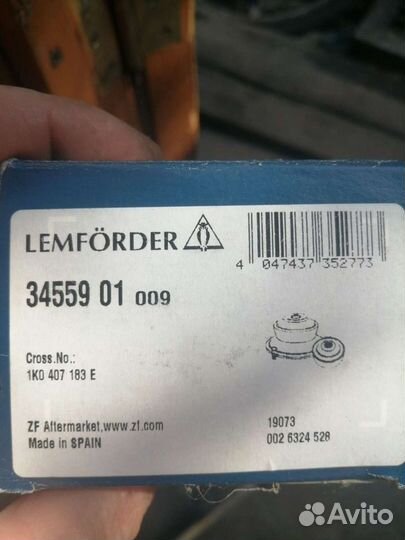 LEMFÖRDER
4 047437 352773
34559 01 009
Cross.No.:
1K0 407 183 E
ZF Aftermarket,www.zf.com
Made in SPAIN
19073
002 6324 528
Avito